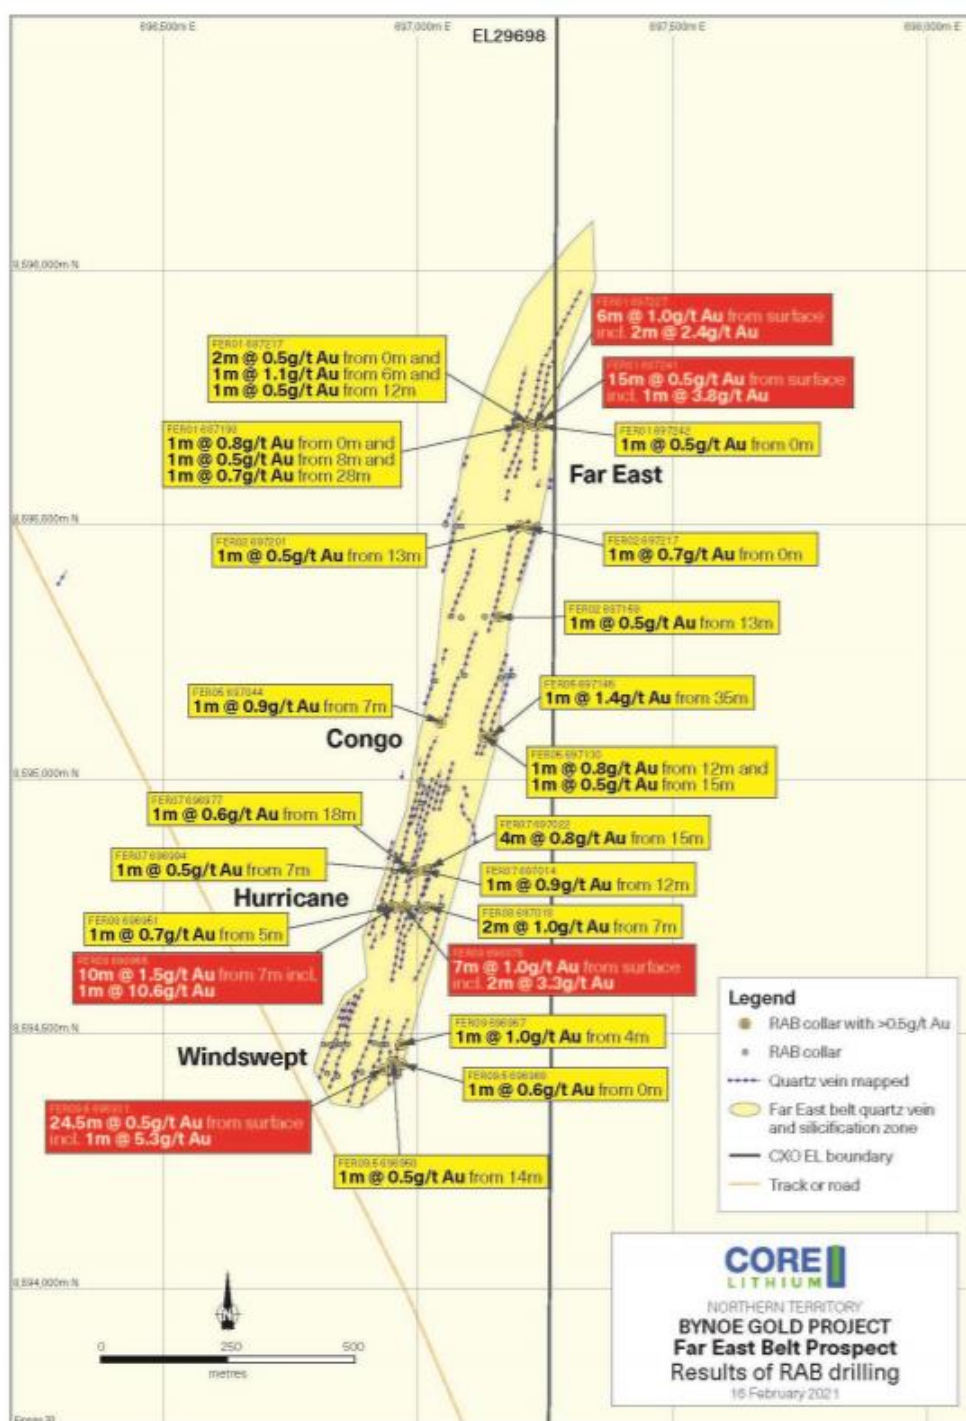 697,000m E
697,500m E
EL29698
6m @ 1.0g/t Au from surface
incl. 2m @ 2.4g/t Au
2m @ 0.5g/t Au from 0m and
1m @ 1.1g/t Au from 6m and
1m @ 0.5g/t Au from 12m
15m @ 0.5g/t Au from surface
incl. 1m @ 3.8g/t Au
1m @ 0.8g/t Au from 0m and
1m @ 0.5g/t Au from 8m and
1m @ 0.7g/t Au from 28m
1m @ 0.5g/t Au from 0m
Far East
1m @ 0.5g/t Au from 13m
1m @ 0.7g/t Au from 0m
1m @ 0.5g/t Au from 13m
1m @ 0.9g/t Au from 7m
1m @ 1.4g/t Au from 35m
Congo
1m @ 0.8g/t Au from 12m and
1m @ 0.5g/t Au from 15m
1m @ 0.6g/t Au from 18m
4m @ 0.8g/t Au from 15m
1m @ 0.5g/t Au from 7m
1m @ 0.9g/t Au from 12m
Hurricane
1m @ 0.7g/t Au from 5m
2m @ 1.0g/t Au from 7m
10m @ 1.5g/t Au from 7m incl.
1m @ 10.6g/t Au
7m @ 1.0g/t Au from surface
incl. 2m @ 3.3g/t Au
1m @ 1.0g/t Au from 4m
Windswept
1m @ 0.6g/t Au from 0m
24.5m @ 0.5g/t Au from surface
incl. 1m @ 5.3g/t Au
1m @ 0.5g/t Au from 14m
Legend
RAB collar with >0.5g/t Au
RAB collar
Quartz vein mapped
Far East belt quartz vein
and silicification zone
CXO EL boundary
Track or road
N
0 250 500
metres
CORE
LITHIUM
NORTHERN TERRITORY
BYNOE GOLD PROJECT
Far East Belt Prospect
Results of RAB drilling
16 February 2021